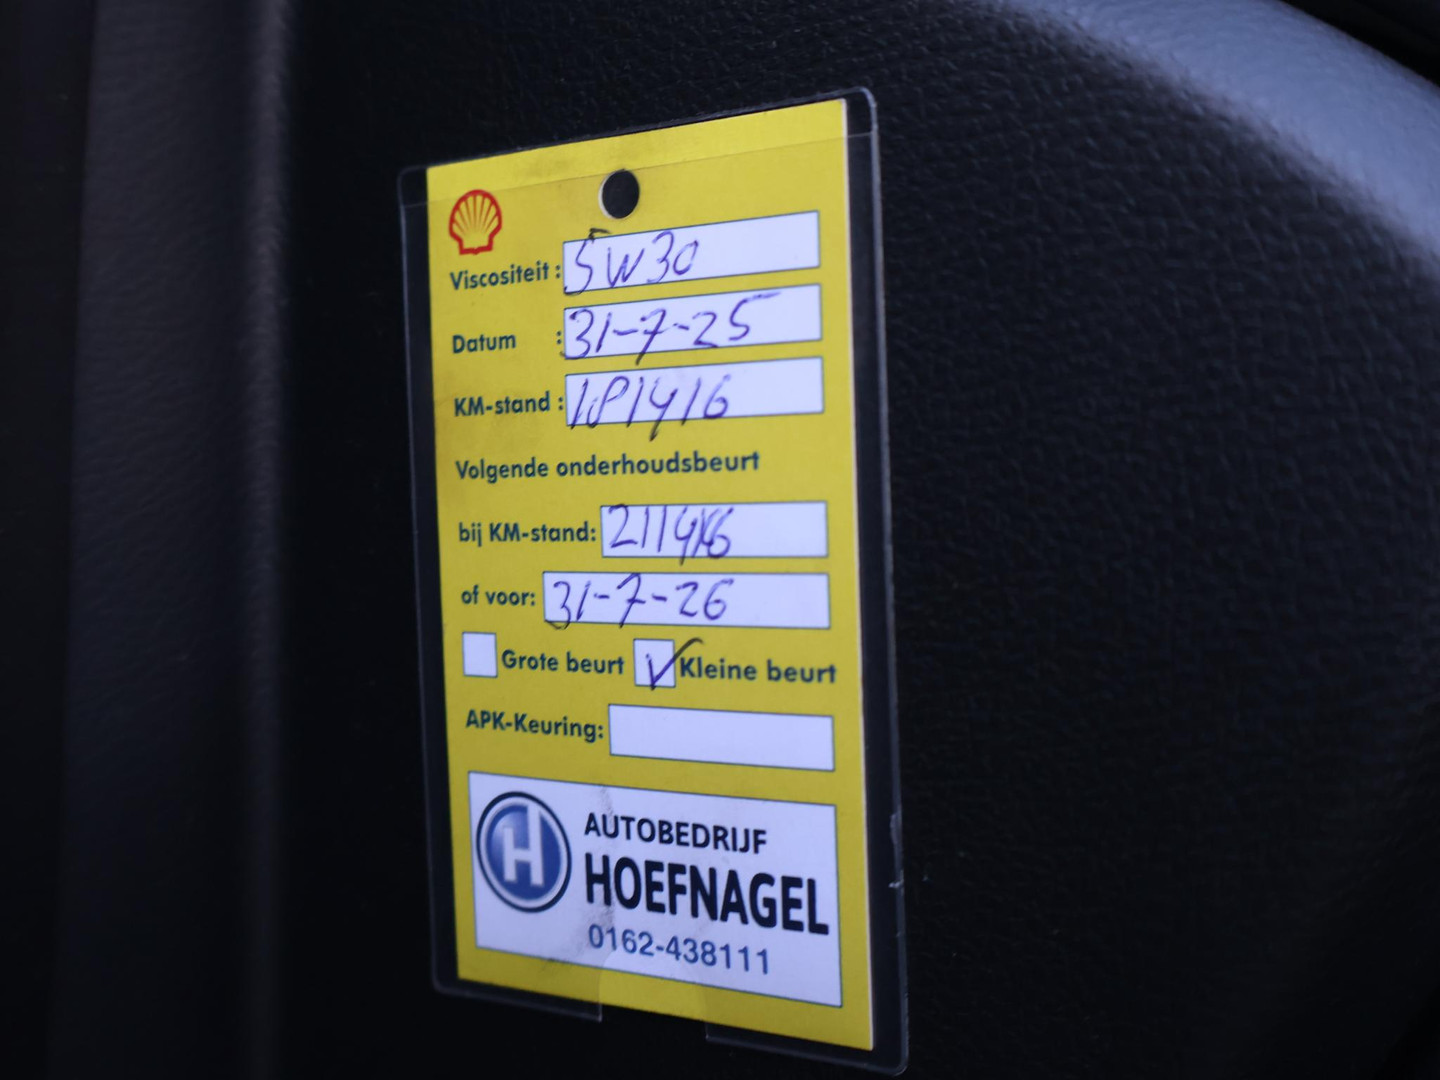 Viscositeit: 5W30
Datum : 31-7-25
KM-stand : 181416
Volgende onderhoudsbeurt
bij KM-stand: 211416
of voor: 31-7-26
Grote beurt Kleine beurt
APK-Keuring:
H AUTOBEDRIJF
HOEFNAGEL
0162-438111